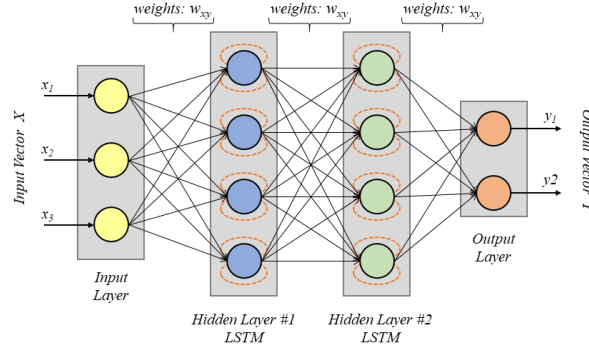 weights: wxy
weights: wxy
weights: wxy
Input Vector X
x1
x2
x3
Input
Layer
Hidden Layer #1
LSTM
Hidden Layer #2
LSTM
Output
Layer
y1
y2
Output Vector Y